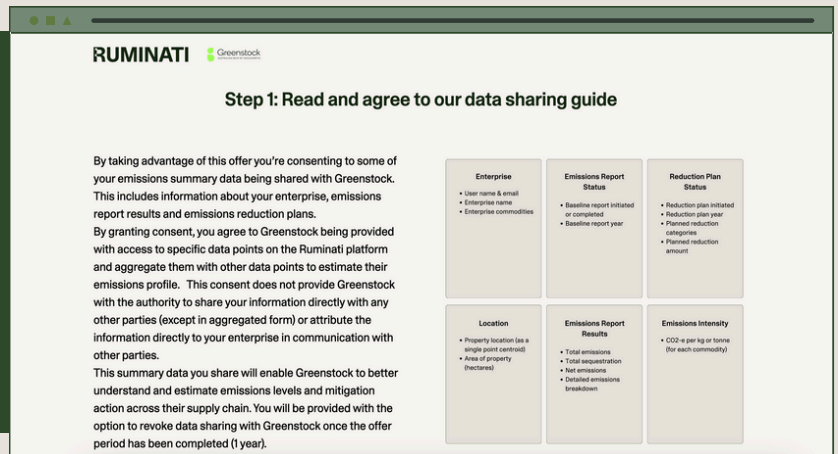 RUMINATI
Greenstock
Step 1: Read and agree to our data sharing guide
By taking advantage of this offer you're consenting to some of
your emissions summary data being shared with Greenstock.
This includes information about your enterprise, emissions
report results and emissions reduction plans.
By granting consent, you agree to Greenstock being provided
with access to specific data points on the Ruminati platform
and aggregate them with other data points to estimate their
emissions profile.  This consent does not provide Greenstock
with the authority to share your information directly with any
other parties (except in aggregated form) or attribute the
information directly to your enterprise in communication with
other parties.
This summary data you share will enable Greenstock to better
understand and estimate emissions levels and mitigation
action across their supply chain. You will be provided with the
option to revoke data sharing with Greenstock once the offer
period has been completed (1 year).
Enterprise
• User name & email
• Enterprise name
• Enterprise commodities
Emissions Report
Status
• Baseline report initiated
or completed
• Baseline report year
Reduction Plan
Status
• Reduction plan initiated
• Reduction plan year
• Planned reduction
categories
• Planned reduction
amount
Location
• Property location (as a
single point centroid)
• Area of property
(hectares)
Emissions Report
Results
• Total emissions
• Total sequestration
• Net emissions
• Detailed emissions
breakdown
Emissions Intensity
• CO2-e per kg or tonne
(for each commodity)